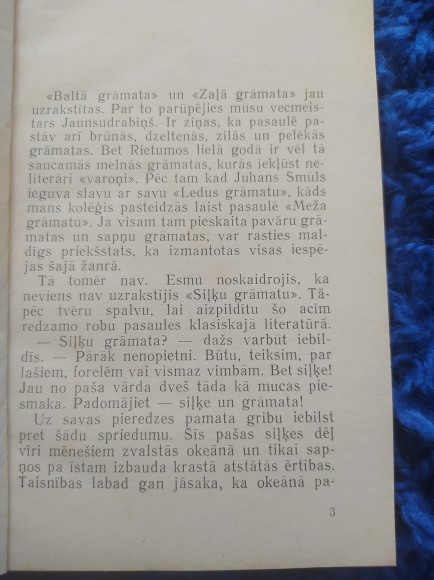 «Baltā grāmata» un «Zaļā grāmata» jau
uzrakstītas. Par to parūpējies mūsu vecmeis-
tars Jaunsudrabiņš. Ir ziņas, ka pasaulē pa-
stāv arī brūnās, dzeltenās, zilās un pelēkās
grāmatas. Bet Rietumos lielā godā ir vēl tā
saucamās melnās grāmatas, kurās iekļūst ne-
literāri «varoņi». Pēc tam kad Juhans Smūls
ieguva slavu ar savu «Ledus grāmatu», kāds
mans kolēģis pasteidzās laist pasaulē «Meža
grāmatu». Ja visam tam pieskaita pavāru grā-
matas un sapņu grāmatas, var rasties mal-
dīgs priekšstats, ka izmantotas visas iespē-
jas šajā žanrā.
Tā tomēr nav. Esmu noskaidrojis, ka
neviens nav uzrakstījis «Siļķu grāmatu». Tā-
pēc tvēru spalvu, lai aizpildītu šo acīm
redzamo robu pasaules klasiskajā literatūrā.
— Siļķu grāmata? — dažs varbūt iebil-
dīs. — Pārāk nenopietni. Būtu, teiksim, par
lašiem, forelēm vai vismaz vimbām. Bet siļķe!
Jau no paša vārda dveš tāda kā mucas pie-
smaka. Padomājiet — siļķe un grāmata!
Uz savas pieredzes pamata gribu iebilst
pret šādu spriedumu. Šīs pašas siļķes dēļ
vīri mēnešiem zvalstās okeānā un tikai sap-
ņos pa īstam izbauda krastā atstātās ērtības.
Taisnības labad gan jāsaka, ka okeānā pa-
3